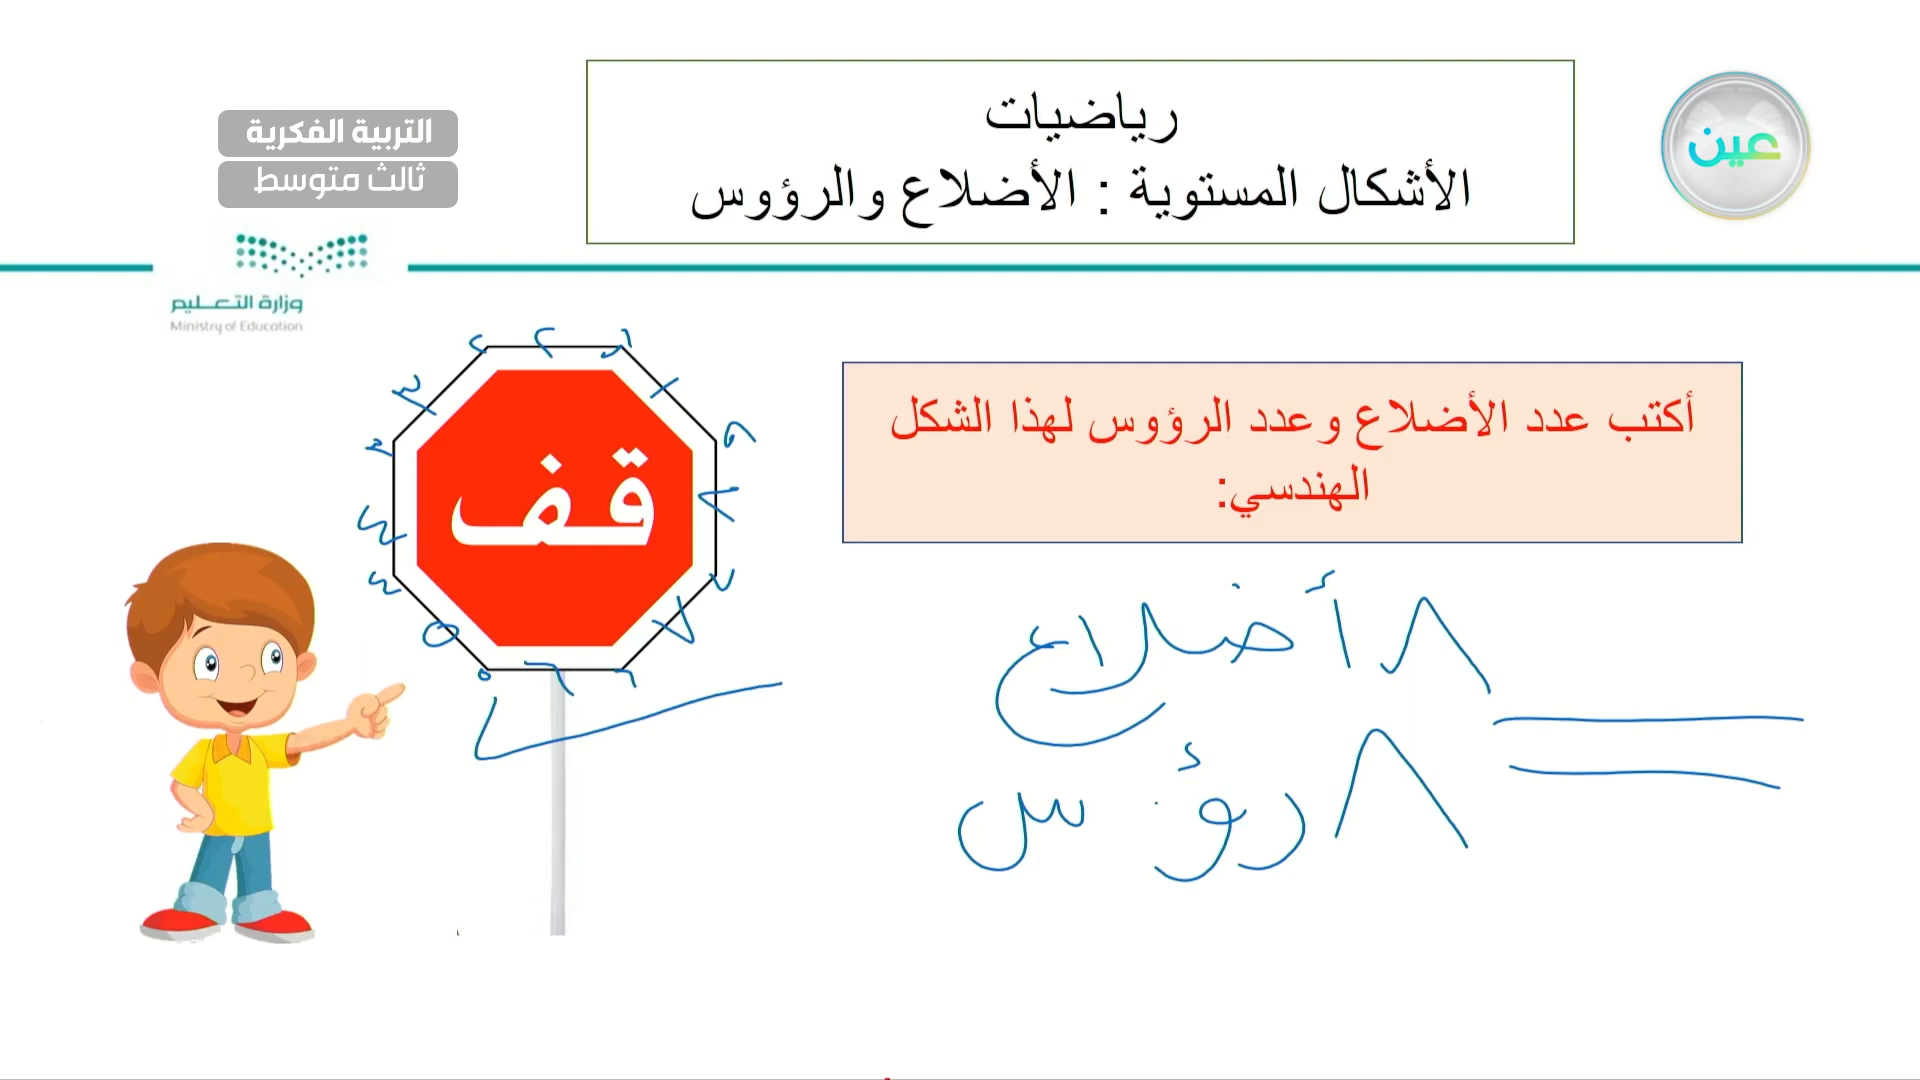 رياضيات
الأشكال المستوية : الأضلاع والرؤوس
عين
التربية الفكرية
ثالث متوسط
وزارة التعليم
Ministry of Education
أكتب عدد الأضلاع وعدد الرؤوس لهذا الشكل
الهندسي:
قف
٨ أضلاع
٨ رؤس